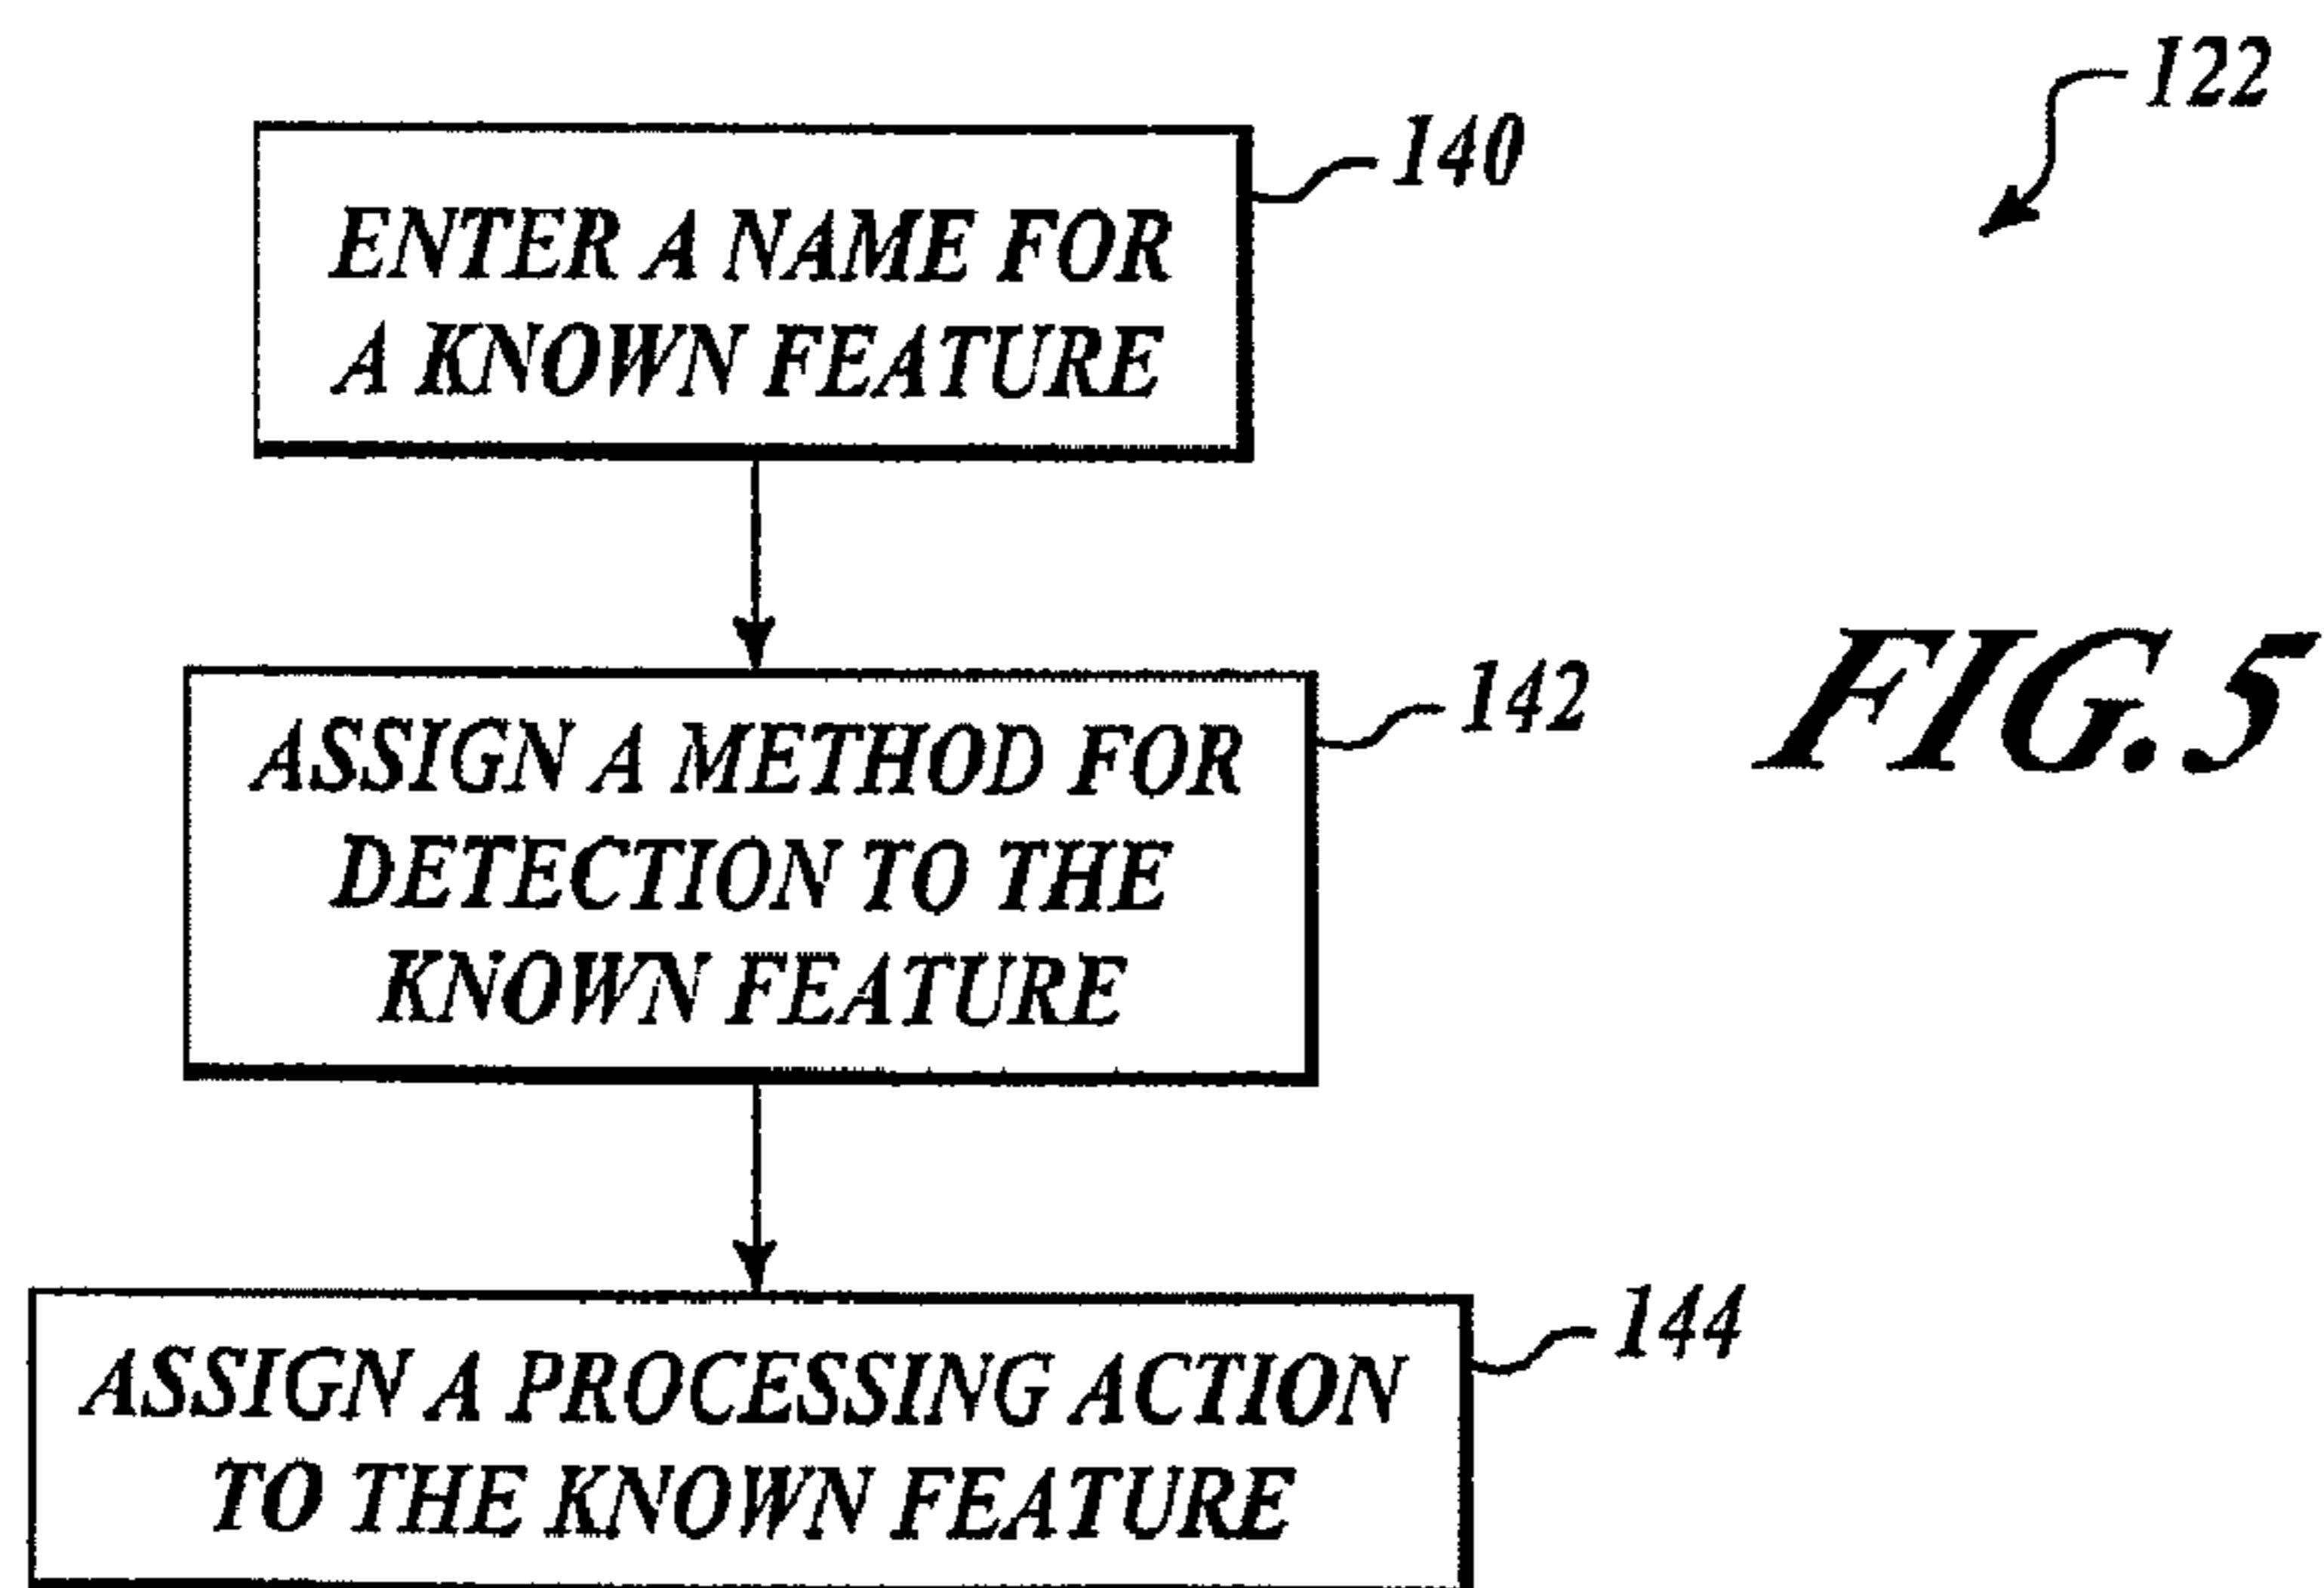 122
140
ENTER A NAME FOR
A KNOWN FEATURE
142
ASSIGN A METHOD FOR
DETECTION TO THE
KNOWN FEATURE
FIG.5
144
ASSIGN A PROCESSING ACTION
TO THE KNOWN FEATURE